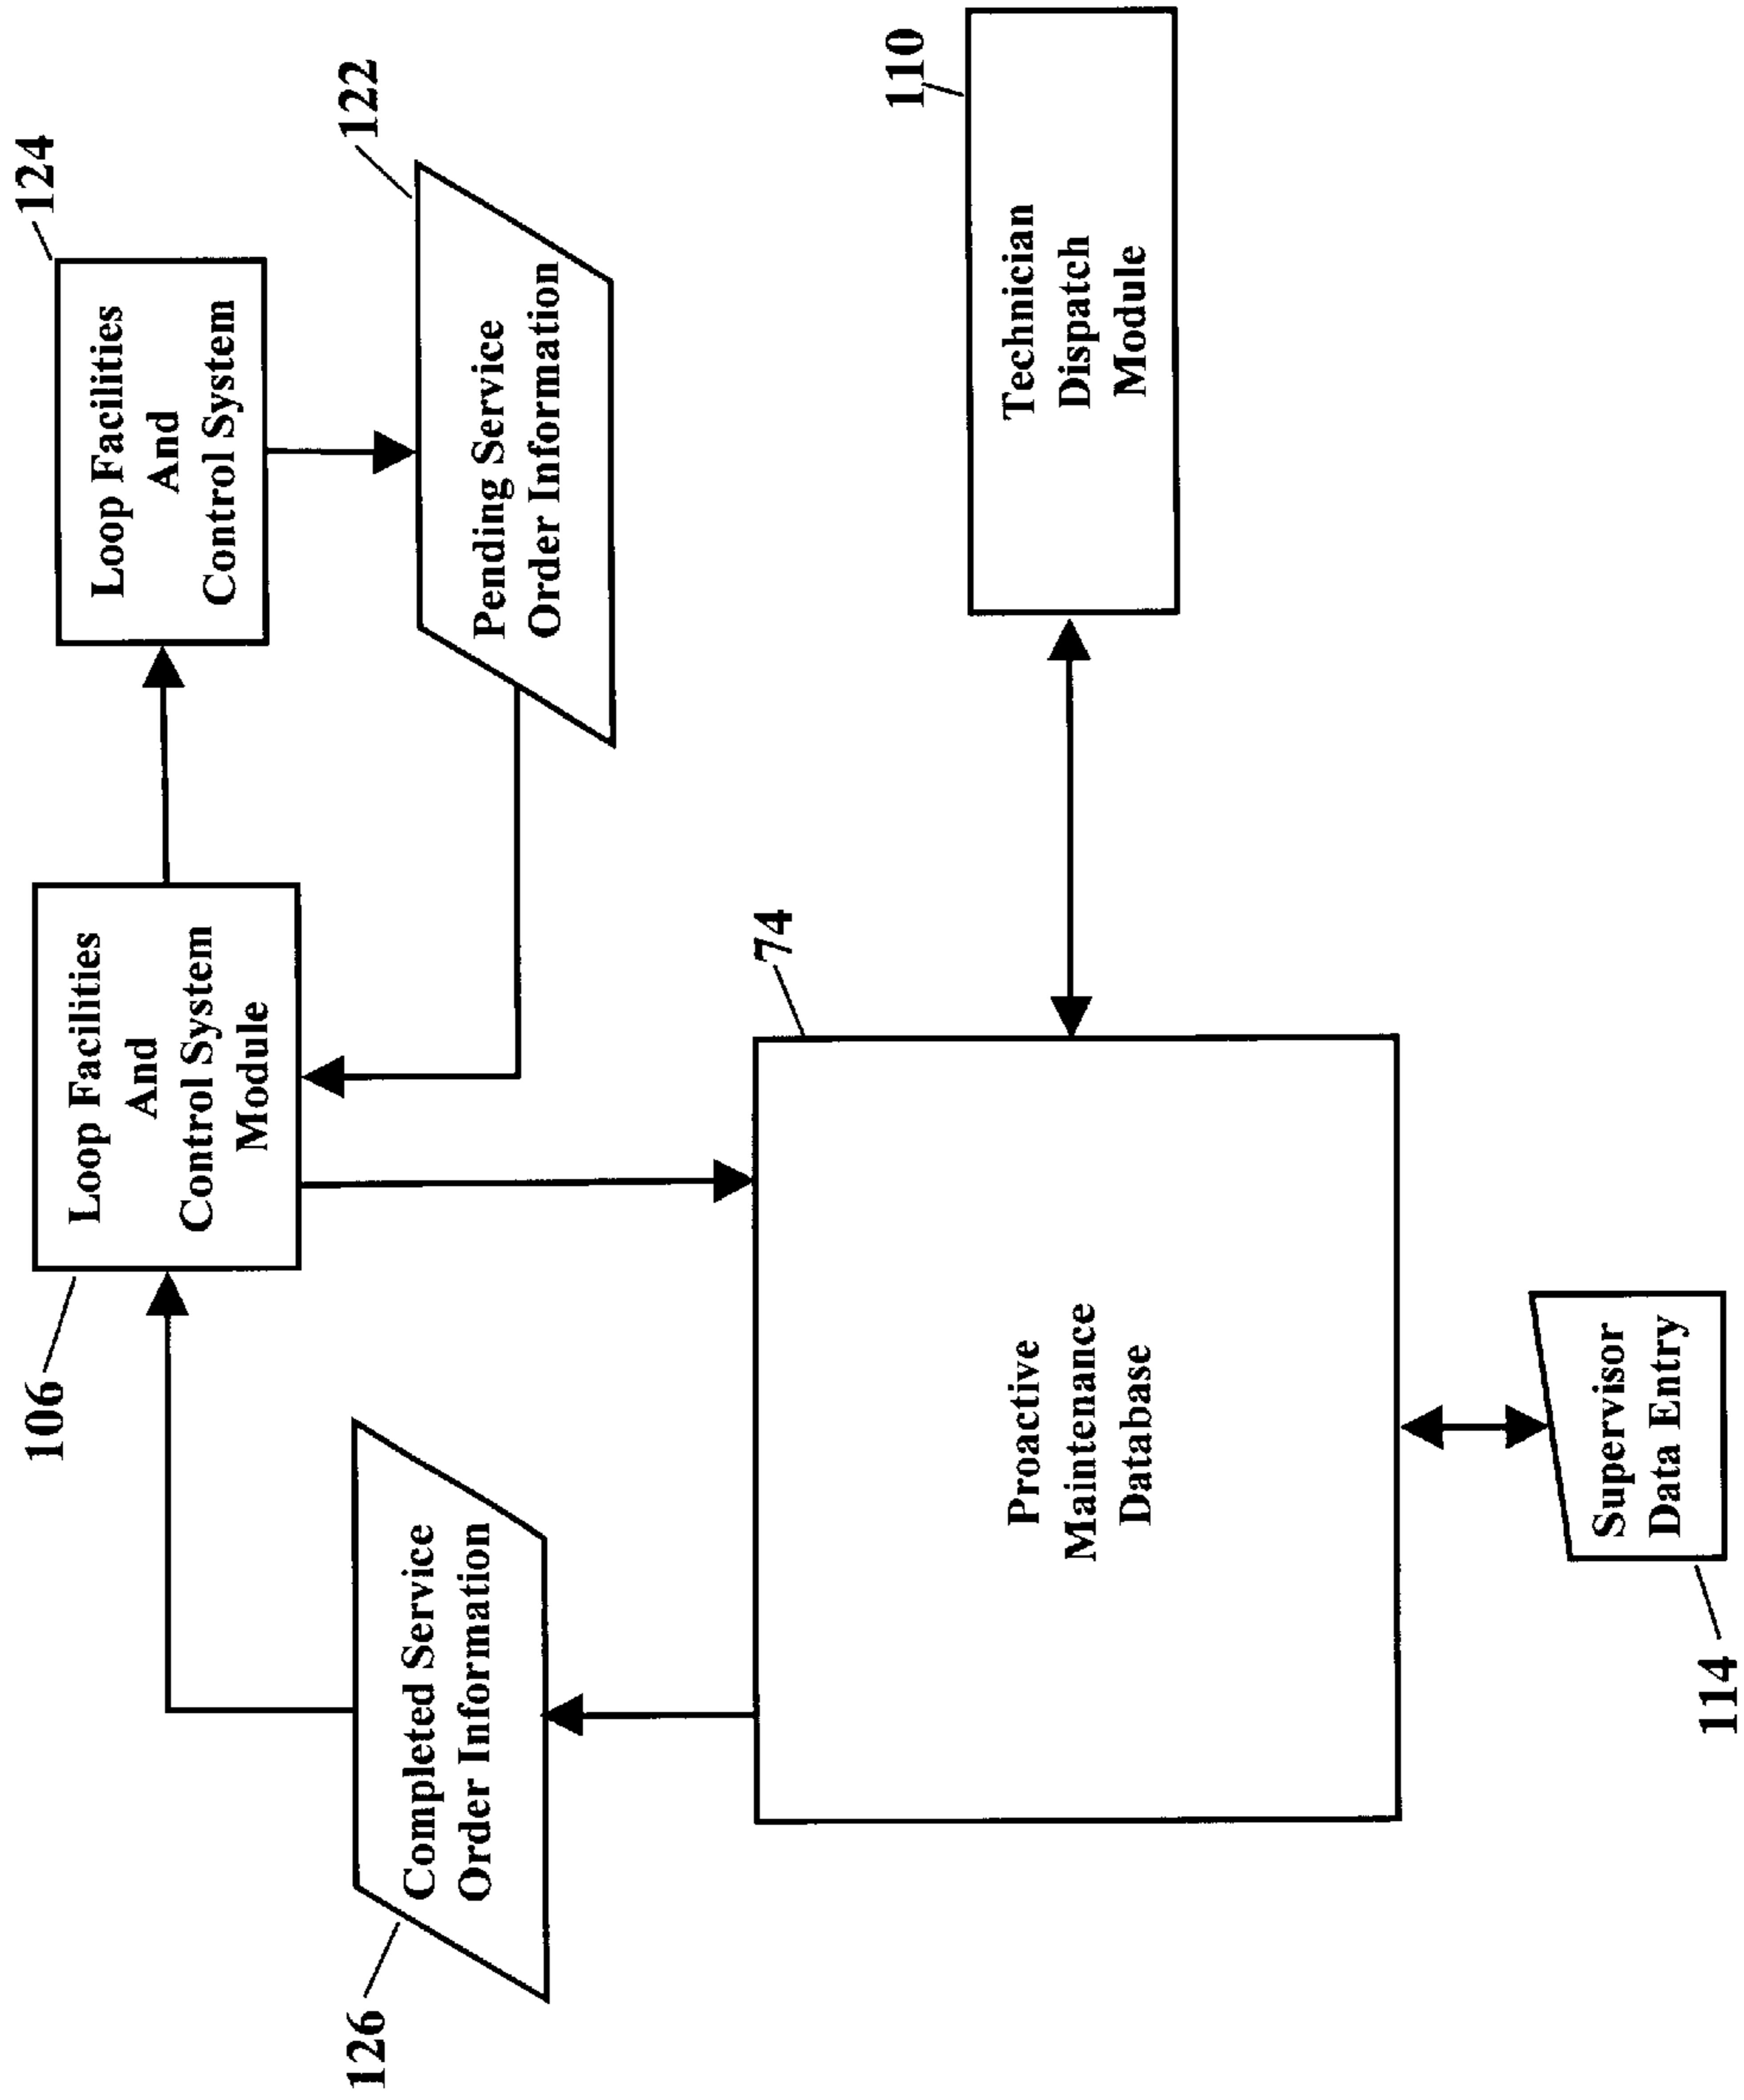 106
Loop Facilities
And
Control System
Module
124
Loop Facilities
And
Control System
126
Completed Service
Order Information
122
Pending Service
Order Information
74
Proactive
Maintenance
Database
110
Technician
Dispatch
Module
114
Supervisor
Data Entry